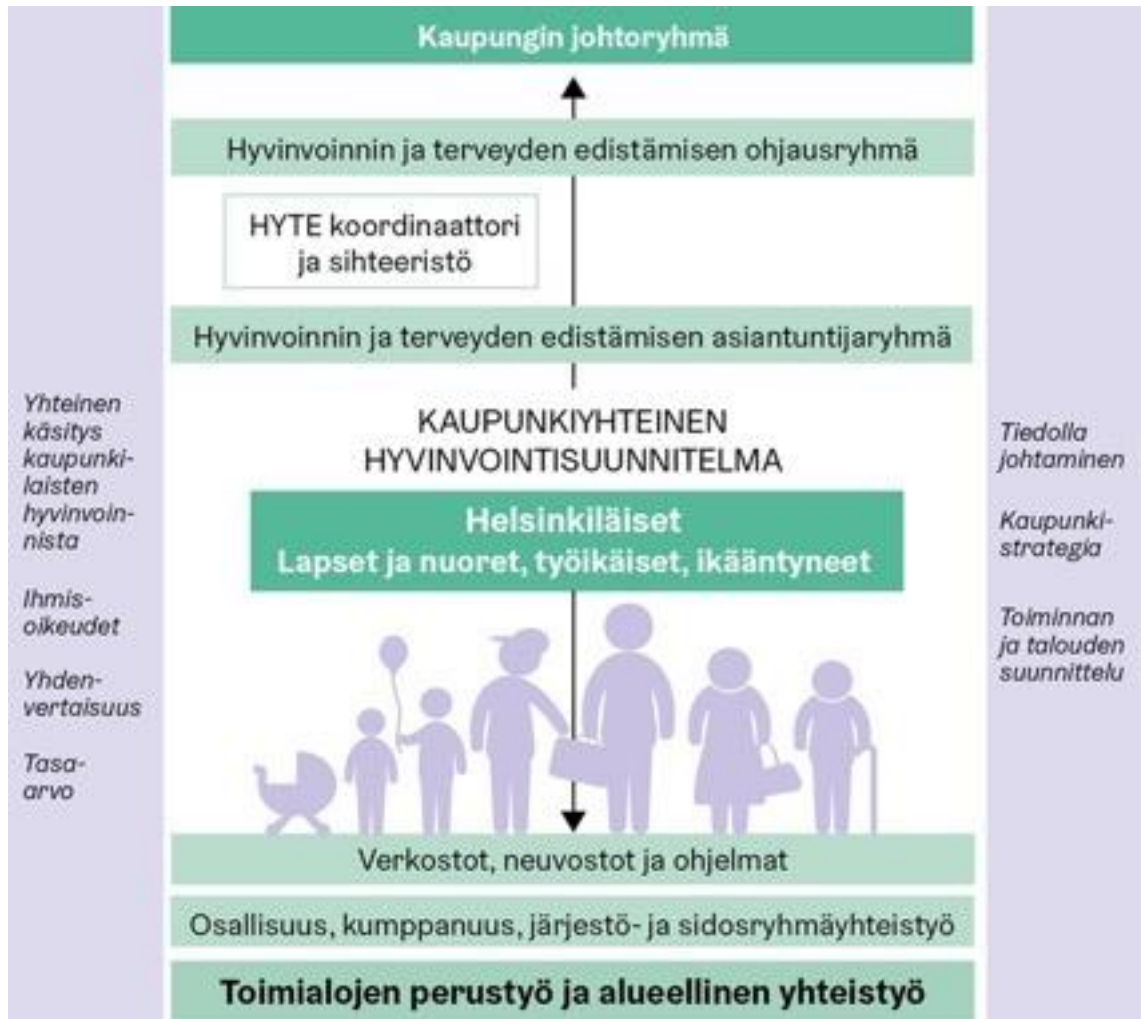 Kaupungin johtoryhmä
Hyvinvoinnin ja terveyden edistämisen ohjausryhmä
HYTE koordinaattori
ja sihteeristö
Hyvinvoinnin ja terveyden edistämisen asiantuntijaryhmä
Yhteinen
käsitys
kaupunki-
laisten
hyvinvoin-
nista
Ihmis-
oikeudet
Yhden-
vertaisuus
Tasa-
arvo
KAUPUNKIYHTEINEN
HYVINVOINTISUUNNITELMA
Helsinkiläiset
Lapset ja nuoret, työikäiset, ikääntyneet
Tiedolla
johtaminen
Kaupunki-
strategia
Toiminnan
ja talouden
suunnittelu
Verkostot, neuvostot ja ohjelmat
Osallisuus, kumppanuus, järjestö- ja sidosryhmäyhteistyö
Toimialojen perustyö ja alueellinen yhteistyö